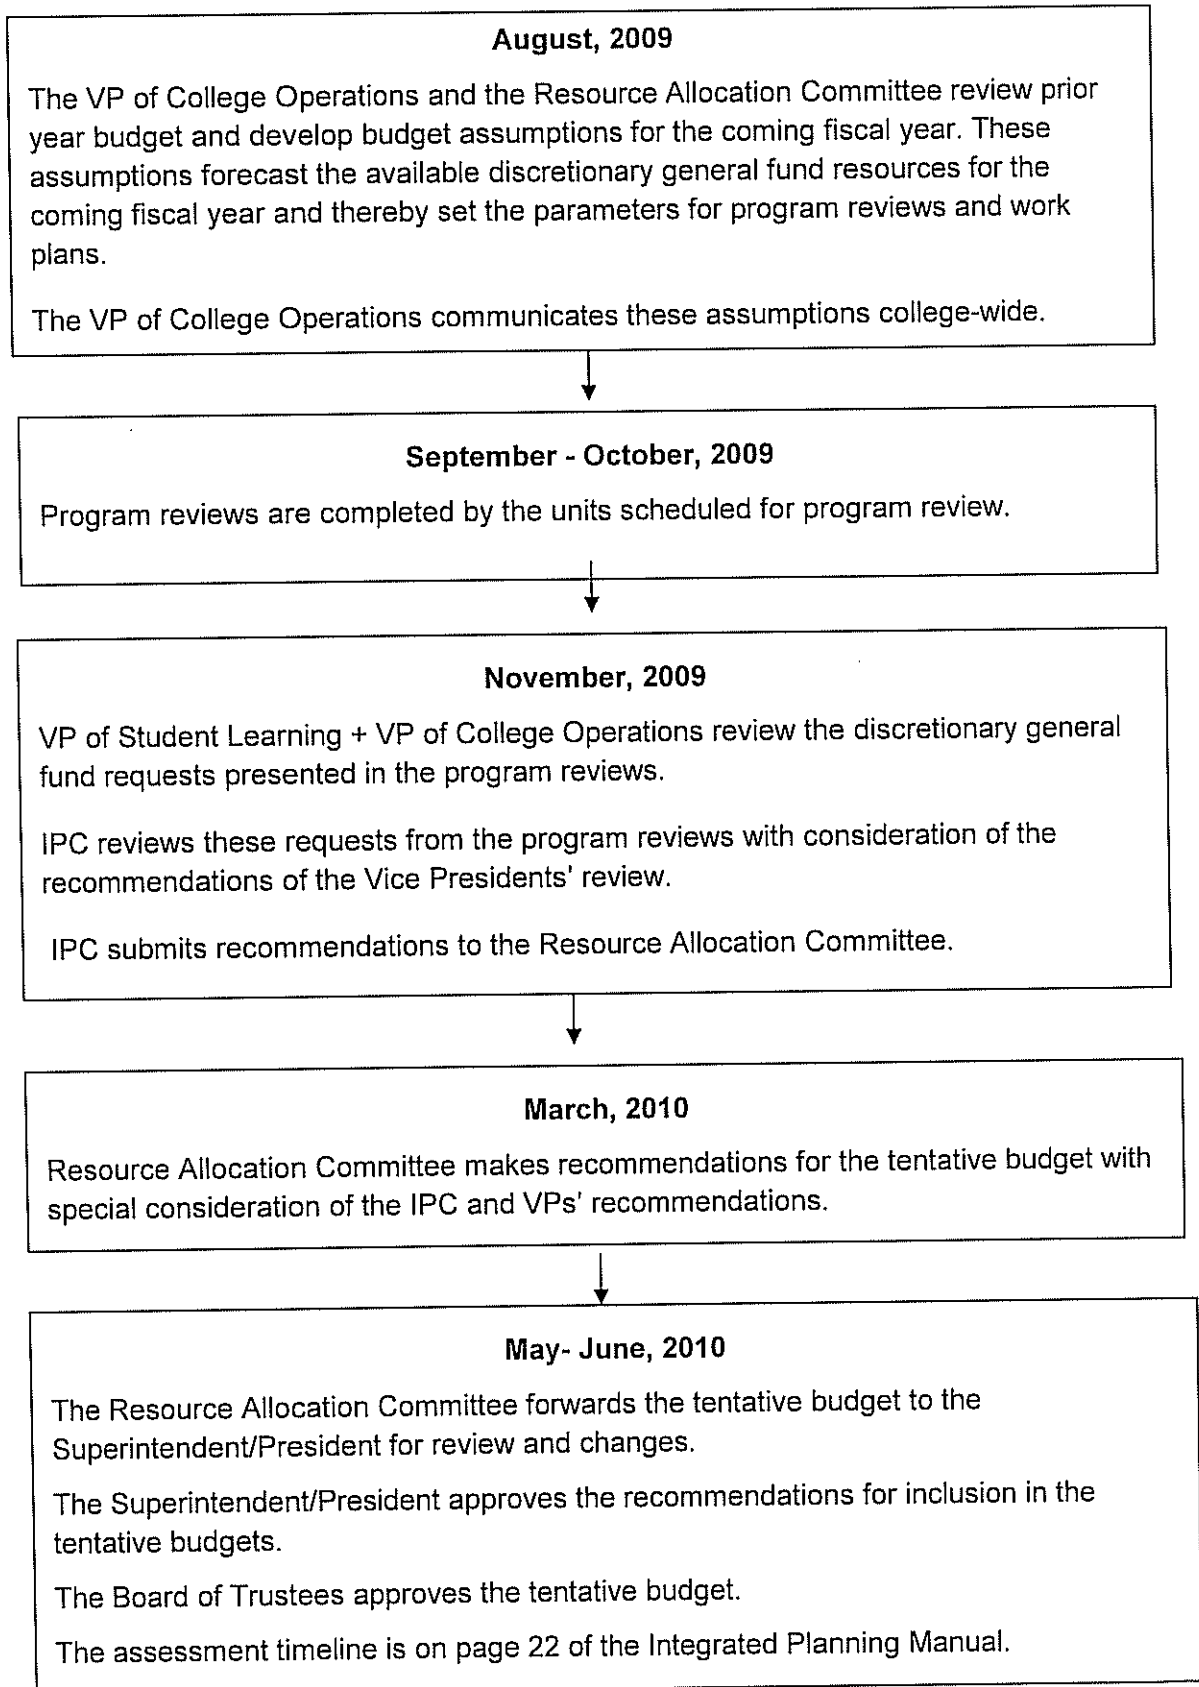 August, 2009
The VP of College Operations and the Resource Allocation Committee review prior
year budget and develop budget assumptions for the coming fiscal year. These
assumptions forecast the available discretionary general fund resources for the
coming fiscal year and thereby set the parameters for program reviews and work
plans.
The VP of College Operations communicates these assumptions college-wide.
September - October, 2009
Program reviews are completed by the units scheduled for program review.
November, 2009
VP of Student Learning + VP of College Operations review the discretionary general
fund requests presented in the program reviews.
IPC reviews these requests from the program reviews with consideration of the
recommendations of the Vice Presidents' review.
IPC submits recommendations to the Resource Allocation Committee.
March, 2010
Resource Allocation Committee makes recommendations for the tentative budget with
special consideration of the IPC and VPs' recommendations.
May- June, 2010
The Resource Allocation Committee forwards the tentative budget to the
Superintendent/President for review and changes.
The Superintendent/President approves the recommendations for inclusion in the
tentative budgets.
The Board of Trustees approves the tentative budget.
The assessment timeline is on page 22 of the Integrated Planning Manual.